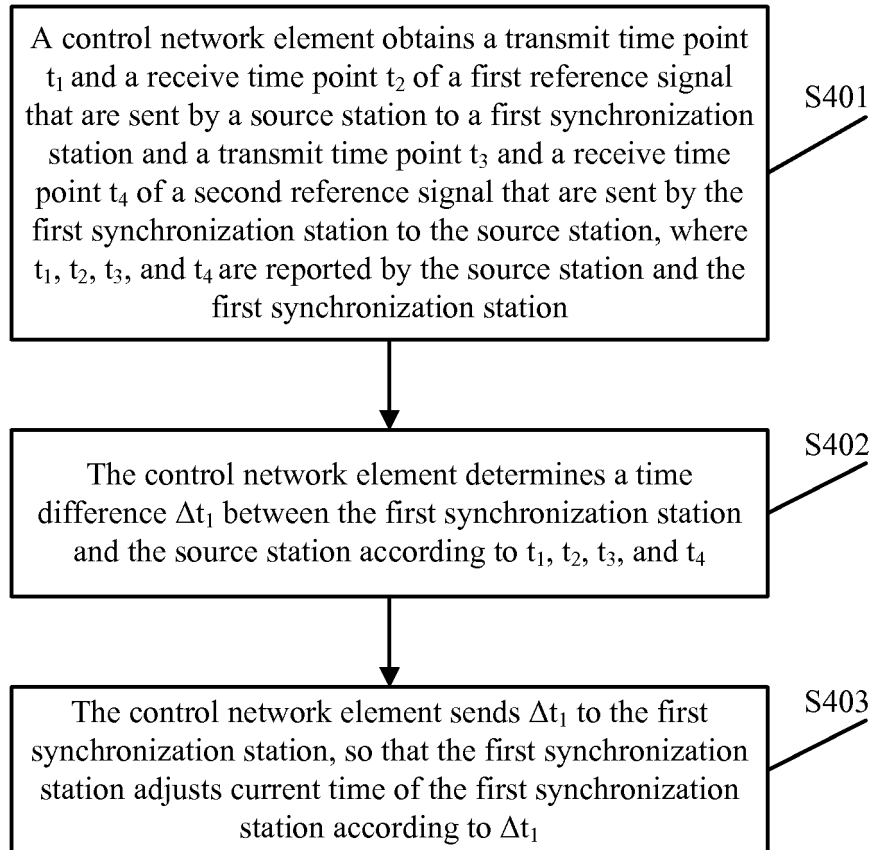 A control network element obtains a transmit time point
t₁ and a receive time point t₂ of a first reference signal
that are sent by a source station to a first synchronization
station and a transmit time point t₃ and a receive time
point t₄ of a second reference signal that are sent by the
first synchronization station to the source station, where
t₁, t₂, t₃, and t₄ are reported by the source station and the
first synchronization station
S401
The control network element determines a time
difference Δt₁ between the first synchronization station
and the source station according to t₁, t₂, t₃, and t₄
S402
The control network element sends Δt₁ to the first
synchronization station, so that the first synchronization
station adjusts current time of the first synchronization
station according to Δt₁
S403